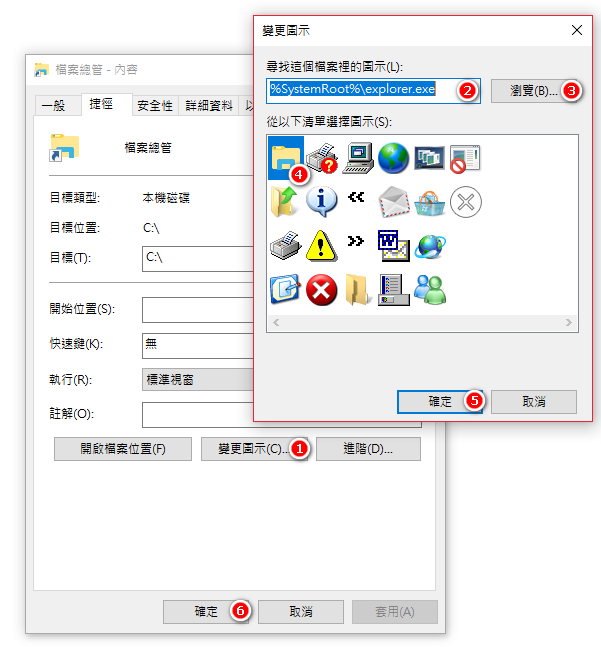 變更圖示
尋找這個檔案裡的圖示(L):
%SystemRoot%\explorer.exe 2
瀏覽(B)... 3
從以下清單選擇圖示(S):
4
確定 5
取消
檔案總管 - 內容
一般 捷徑 安全性 詳細資料 以
檔案總管
目標類型: 本機磁碟
目標位置: C:\
目標(T): C:\
開始位置(S):
快速鍵(K): 無
執行(R): 標準視窗
註解(O):
開啟檔案位置(F) 變更圖示(C)... 1 進階(D)...
確定 6 取消 套用(A)